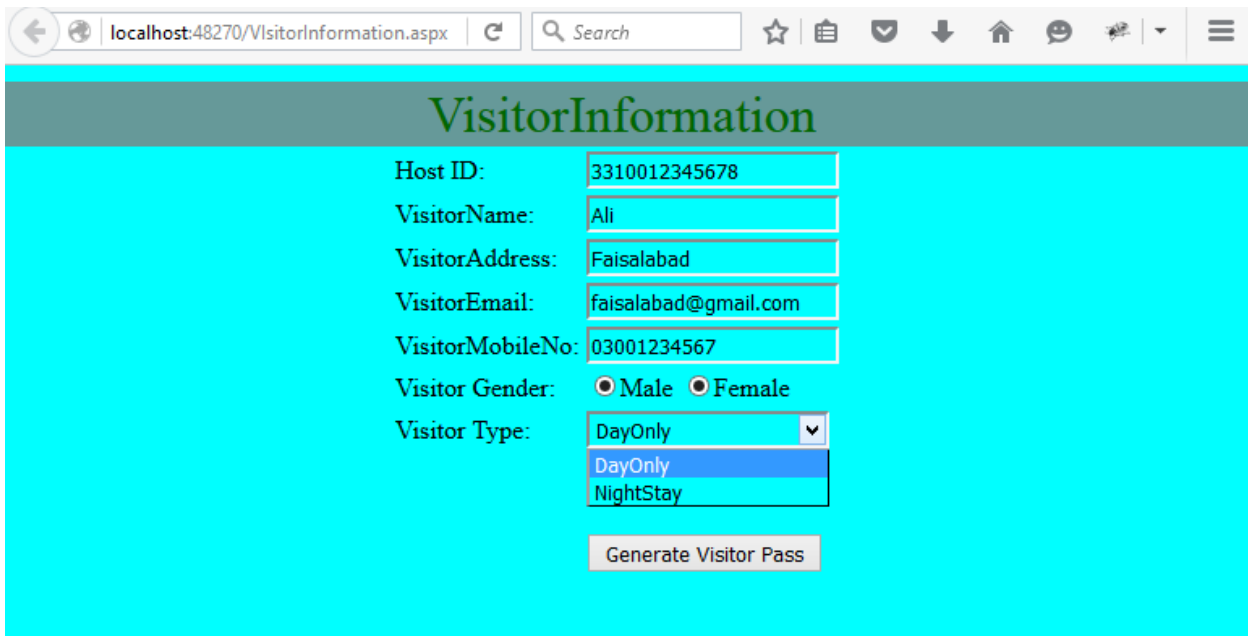 localhost:48270/VIsitorInformation.aspx Search
VisitorInformation
Host ID: 3310012345678
VisitorName: Ali
VisitorAddress: Faisalabad
VisitorEmail: faisalabad@gmail.com
VisitorMobileNo: 03001234567
Visitor Gender: Male Female
Visitor Type: DayOnly
DayOnly
NightStay
Generate Visitor Pass